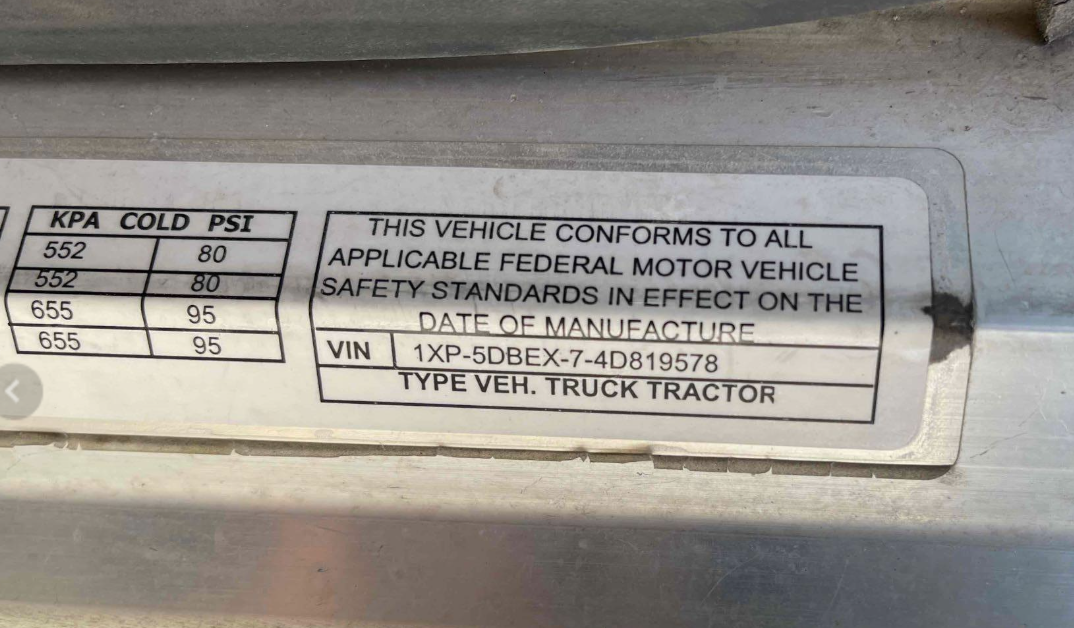 KPA COLD PSI
552 80
552 80
655 95
655 95
THIS VEHICLE CONFORMS TO ALL
APPLICABLE FEDERAL MOTOR VEHICLE
SAFETY STANDARDS IN EFFECT ON THE
DATE OF MANUFACTURE
VIN 1XP-5DBEX-7-4D819578
TYPE VEH. TRUCK TRACTOR